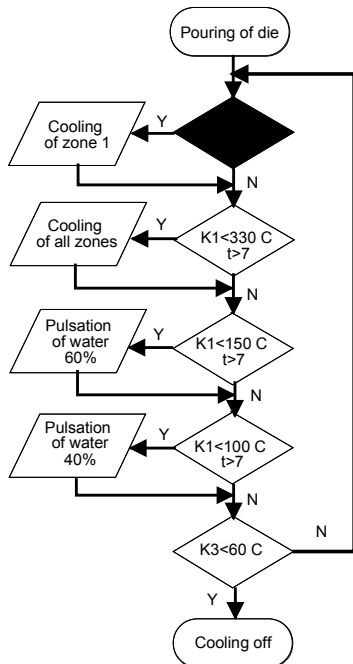 Pouring of die
Cooling
of zone 1
Y
N
Cooling
of all zones
Y
K1<330 C
t>7
N
Pulsation
of water
60%
Y
K1<150 C
t>7
N
Pulsation
of water
40%
Y
K1<100 C
t>7
N
K3<60 C
N
Y
Cooling off